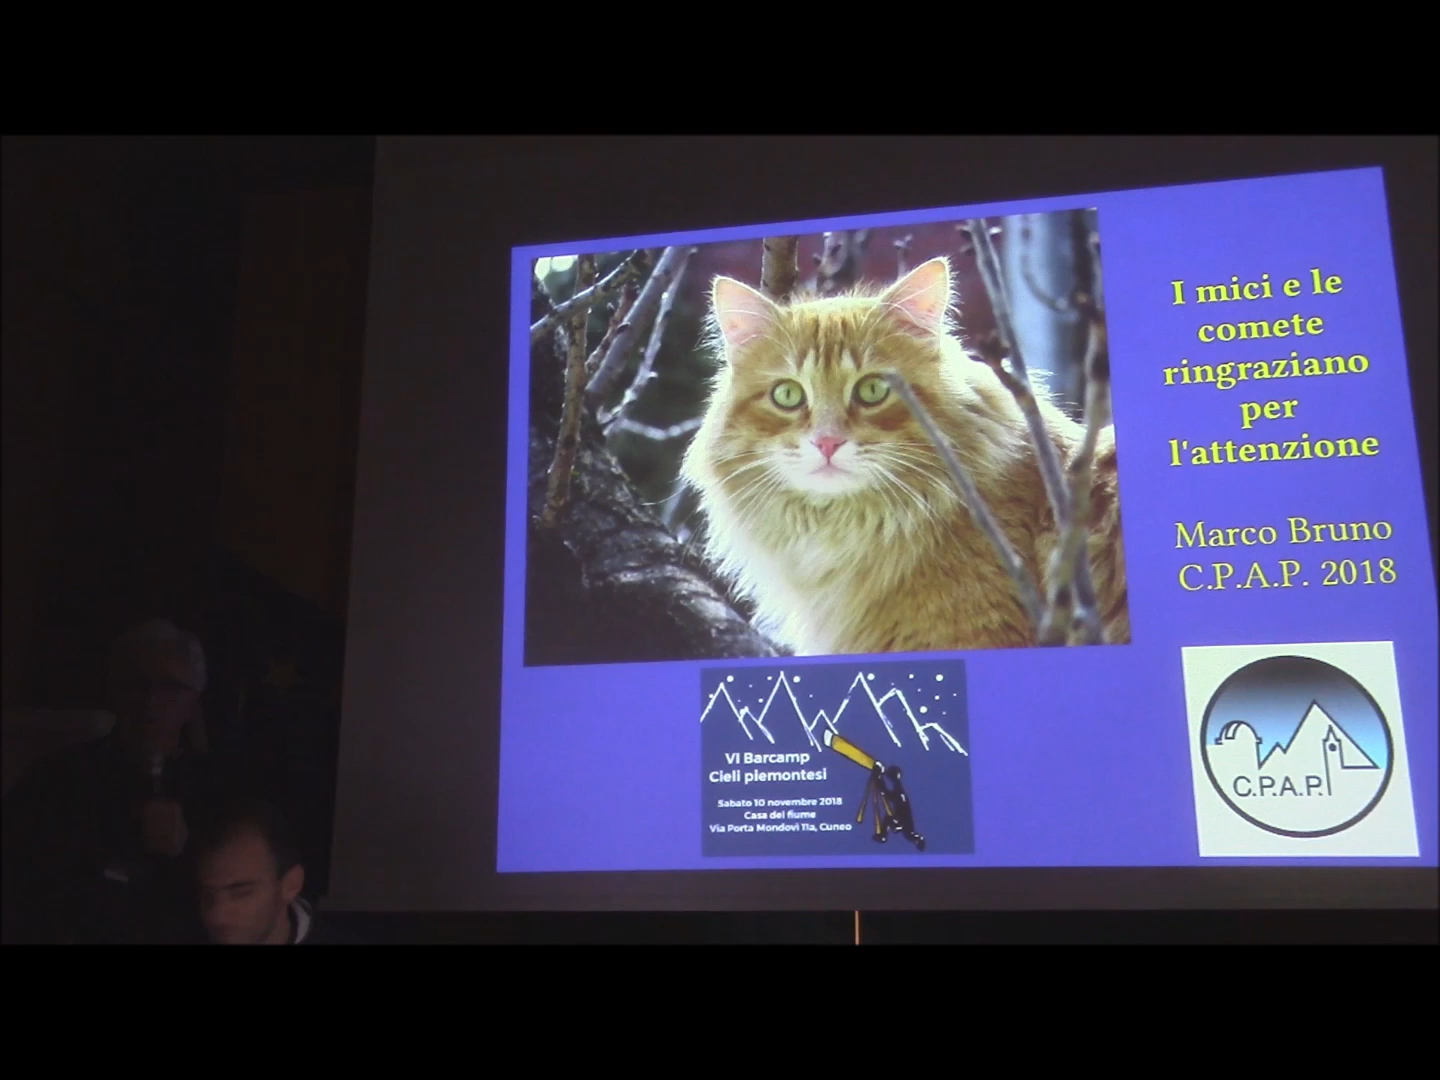 I mici e le
comete
ringraziano
per
l'attenzione
Marco Bruno
C.P.A.P. 2018
VI Barcamp
Cieli piemontesi
Sabato 10 novembre 2018
Casa del fiume
Via Porta Mondovì 11a, Cuneo
C.P.A.P.